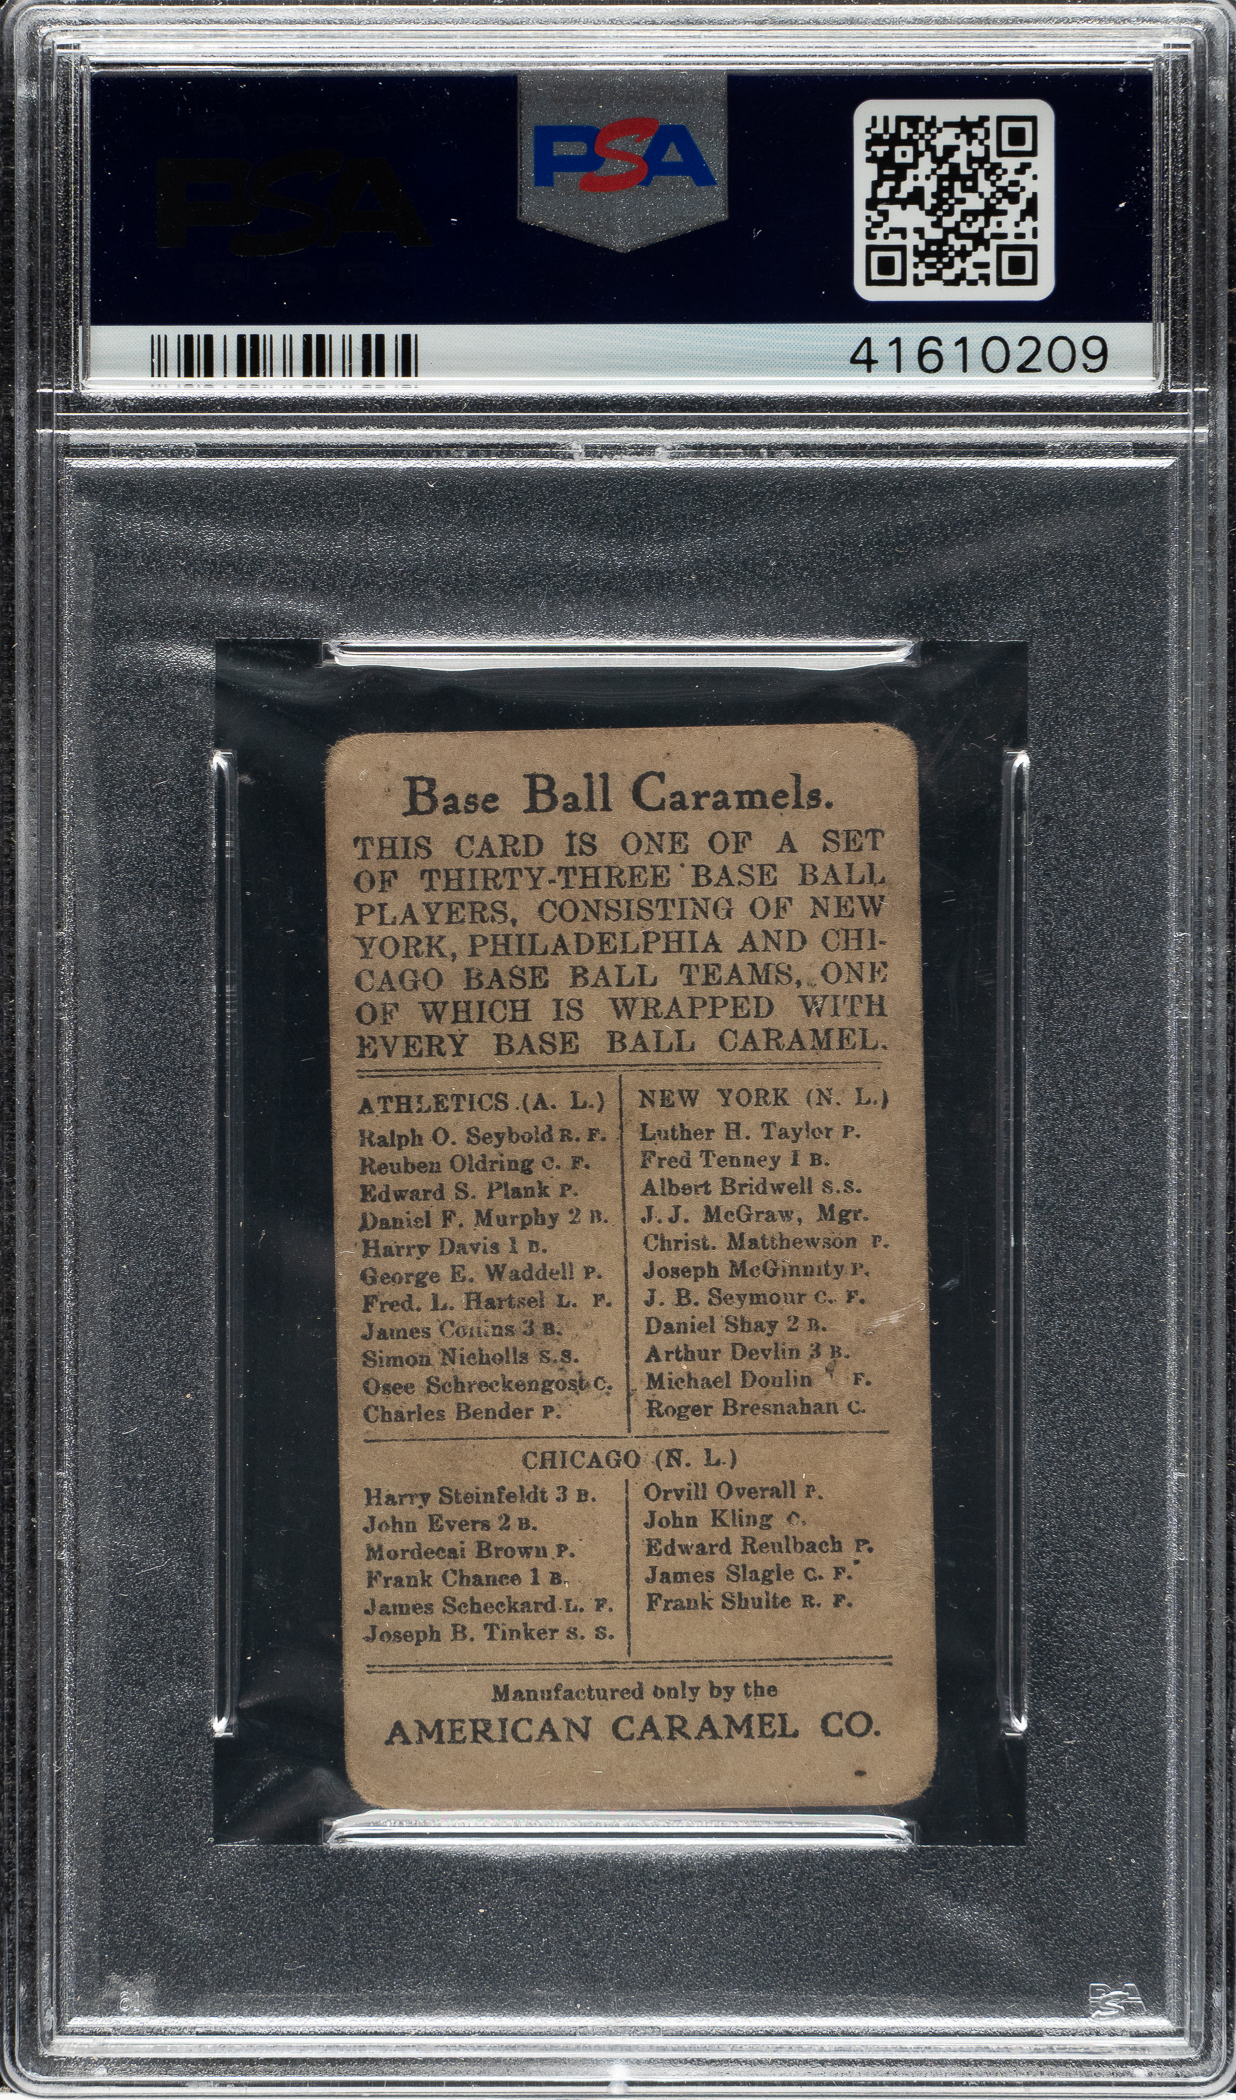 PSA
PSA
41610209
Base Ball Caramels.
THIS CARD IS ONE OF A SET
OF THIRTY-THREE BASE BALL
PLAYERS, CONSISTING OF NEW
YORK, PHILADELPHIA AND CHI-
CAGO BASE BALL TEAMS, ONE
OF WHICH IS WRAPPED WITH
EVERY BASE BALL CARAMEL.
ATHLETICS (A. L.)
Ralph O. Seybold R. F.
Reuben Oldring C. F.
Edward S. Plank P.
Daniel F. Murphy 2 B.
Harry Davis 1 B.
George E. Waddell P.
Fred. L. Hartsel L. F.
James Collins 3 B.
Simon Nicholls S.S.
Osee Schreckengost C.
Charles Bender P.
NEW YORK (N. L.)
Luther H. Taylor P.
Fred Tenney 1 B.
Albert Bridwell S.S.
J. J. McGraw, Mgr.
Christ. Matthewson P.
Joseph McGinnity P.
J. B. Seymour C. F.
Daniel Shay 2 B.
Arthur Devlin 3 B.
Michael Donlin F.
Roger Bresnahan C.
CHICAGO (N. L.)
Harry Steinfeldt 3 B.
John Evers 2 B.
Mordecai Brown P.
Frank Chance 1 B.
James Scheckard L. F.
Joseph B. Tinker S. S.
Orvill Overall P.
John Kling C.
Edward Reulbach P.
James Slagle C. F.
Frank Shulte R. F.
Manufactured only by the
AMERICAN CARAMEL CO.
PSA